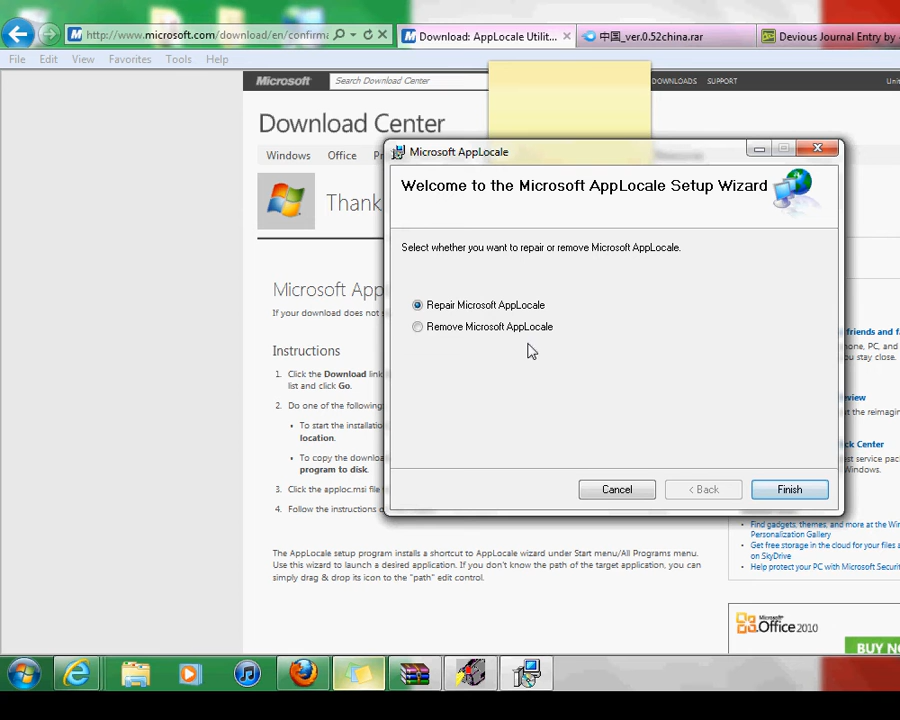 http://www.microsoft.com/download/en/confirma
Download: AppLocale Utilit...
中国_ver.0.52china.rar
Devious Journal Entry by
File Edit View Favorites Tools Help
Microsoft Search Download Center DOWNLOADS SUPPORT
Download Center
Windows Office
Thank
Microsoft App
If your download does not
Instructions
1. Click the Download link
list and click Go.
2. Do one of the following
• To start the installatio
location.
• To copy the downloa
program to disk.
3. Click the apploc.msi file
4. Follow the instructions
The AppLocale setup program installs a shortcut to AppLocale wizard under Start menu/All Programs menu.
Use this wizard to launch a desired application. If you don't know the path of the target application, you can
simply drag & drop its icon to the "path" edit control.
Microsoft AppLocale
Welcome to the Microsoft AppLocale Setup Wizard
Select whether you want to repair or remove Microsoft AppLocale.
Repair Microsoft AppLocale
Remove Microsoft AppLocale
Cancel < Back Finish
friends and f
hone, PC, and
ou stay close.
view
t the reimagin
ck Center
est service pac
Windows.
Find gadgets, themes, and more at the Win
Personalization Gallery
Get free storage in the cloud for your files a
on SkyDrive
Help protect your PC with Microsoft Securit
Microsoft
Office 2010
BUY N